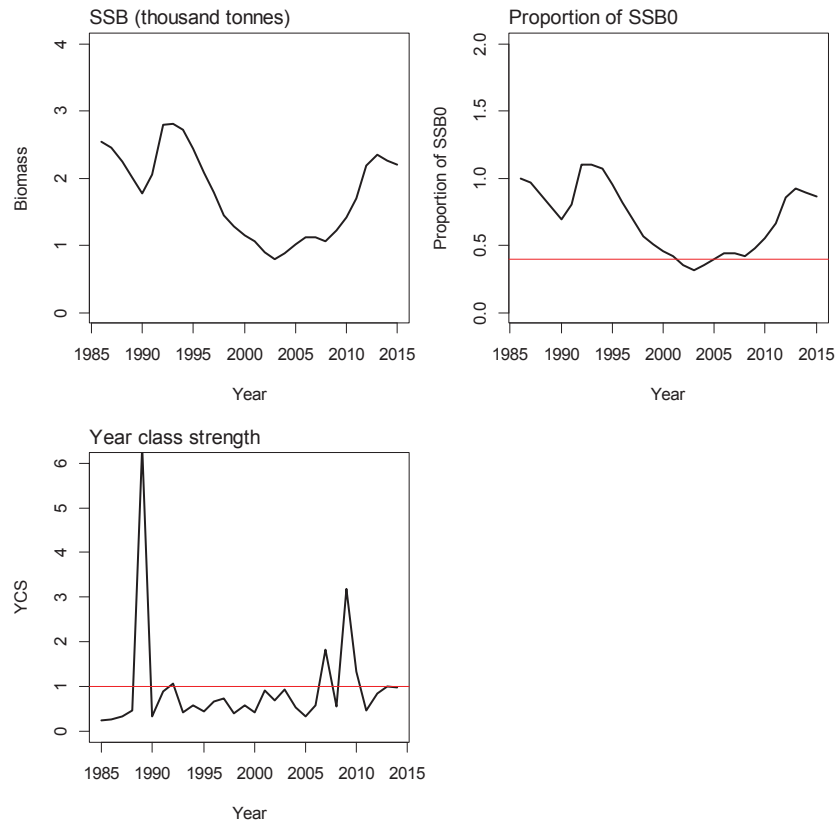 SSB (thousand tonnes)
Biomass
0
1
2
3
4
1985 1990 1995 2000 2005 2010 2015
Year
Proportion of SSB0
Proportion of SSB0
0.0
0.5
1.0
1.5
2.0
1985 1990 1995 2000 2005 2010 2015
Year
Year class strength
YCS
0
1
2
3
4
5
6
1985 1990 1995 2000 2005 2010 2015
Year